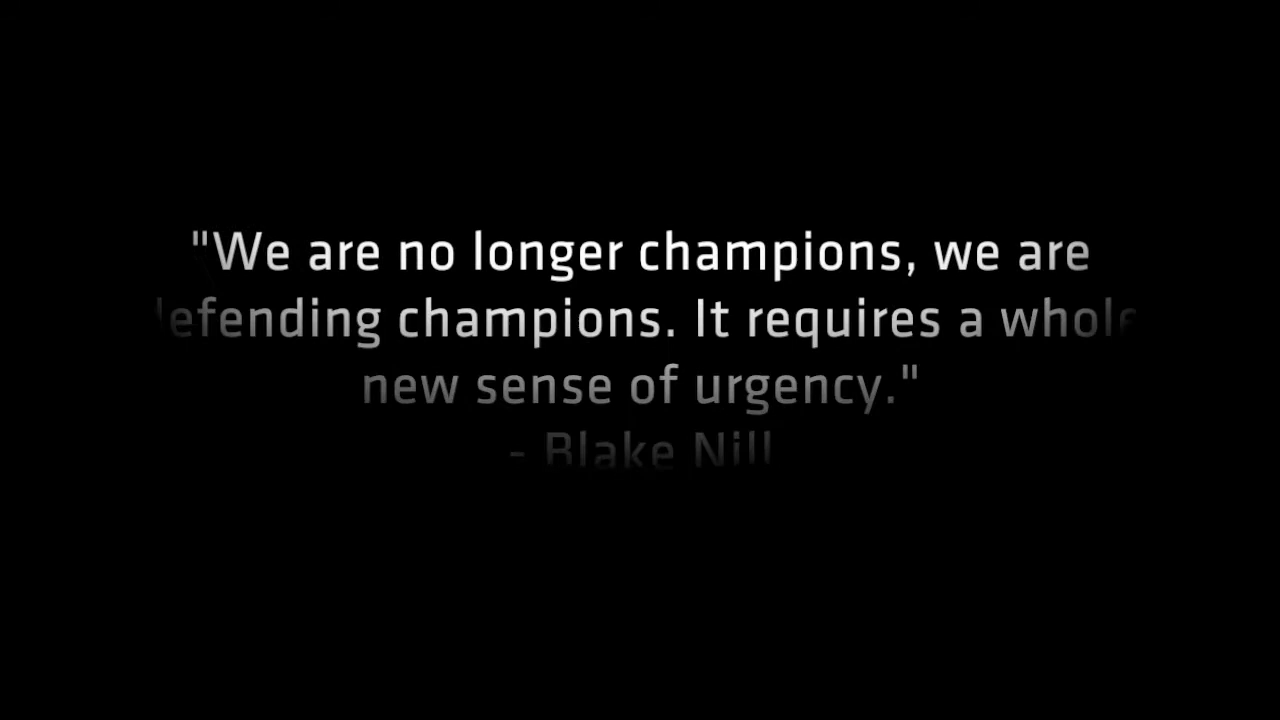 "We are no longer champions, we are
defending champions. It requires a whole
new sense of urgency."
- Blake Nill